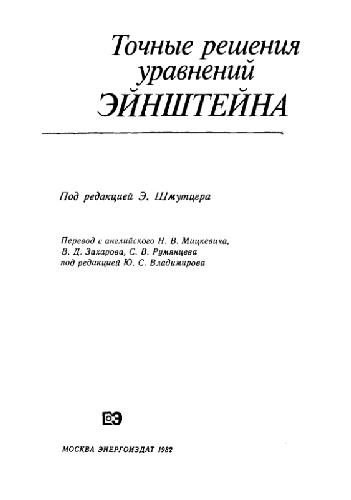 Точные решения
уравнений
ЭЙНШТЕЙНА
Под редакцией Э. Шмутцера
Перевод с английского Н. В. Мицкевича,
В. Д. Захарова, С. В. Румянцева
под редакцией Ю. С. Владимирова
МОСКВА ЭНЕРГОИЗДАТ 1982